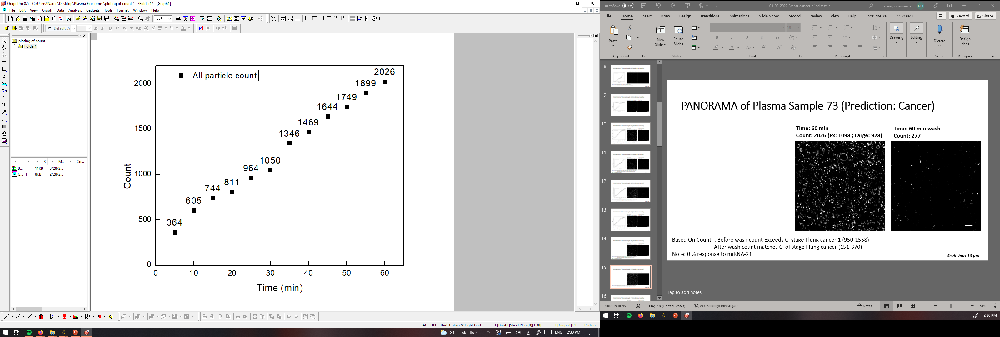 OriginPro 8.5 - C:\Users\Nareg\Desktop\Plasma Exosomes\ploting of count * - /Folder1/ - [Graph1]
File Edit View Graph Data Analysis Gadgets Tools Format Window Help
100%
Default: A 0 B I U
ploting of count
Folder1
S M.. Co...
B... 11KB 3/28/2...
G... 1 8KB 2/28/2...
1
All particle count
2026
1899
1749
1644
1469
1346
1050
964
811
744
605
364
2000
1500
1000
500
0
Count
0 10 20 30 40 50 60
Time (min)
AU : ON Dark Colors & Light Grids 1:[Book1]Sheet1!Col(B)[1:30] 1:[Graph1]1!1 Radian
81°F Mostly cl... ENG 2:30 PM
AutoSave Off 03-09-2022 Breast cancer blind test nareg ohannesian NO
File Home Insert Draw Design Transitions Animations Slide Show Record Review View Help EndNote X8 ACROBAT Record Share
Paste New Slide Reuse Slides Drawing Editing Dictate Design Ideas
18
B I U S ab AV
Aa A A
Clipboard Slides Font Paragraph Voice Designer
8
9
10
11
12
13
14
15
16
PANORAMA of Plasma Sample 73 (Prediction: Cancer)
Time: 60 min
Count: 2026 (Ex: 1098 ; Large: 928)
Time: 60 min wash
Count: 277
Based On Count: : Before wash count Exceeds CI stage I lung cancer 1 (950-1558)
After wash count matches CI of stage I lung cancer (151-370)
Note: 0 % response to miRNA-21
Scale bar: 10 µm
Tap to add notes
Slide 15 of 43 English (United States) Accessibility: Investigate Notes 81%
2:30 PM